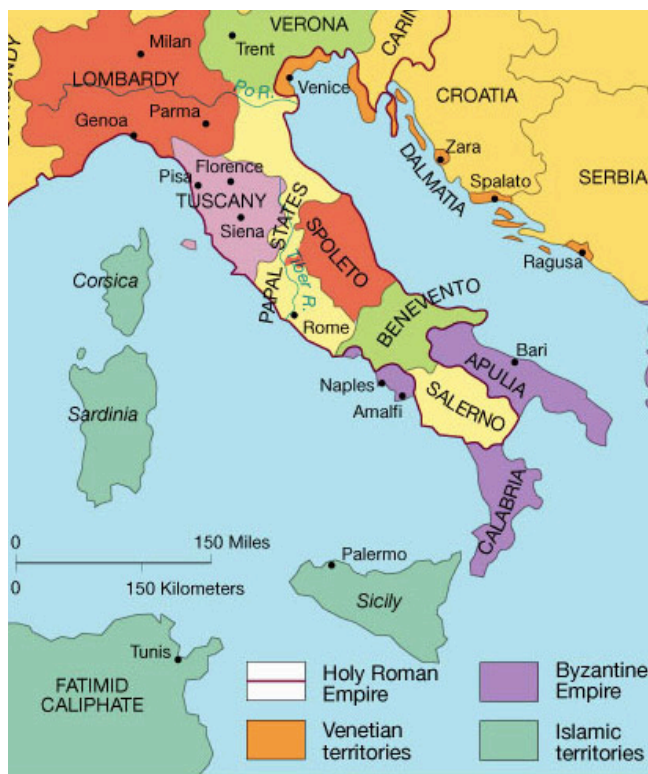 VERONA
CARIN
Milan
Trent
LOMBARDY
Po R.
Venice
CROATIA
Parma
Genoa
Zara
DALMATIA
Florence
Pisa
TUSCANY
Spalato
SERBIA
Siena
PAPAL STATES
SPOLETO
Tiber R.
Ragusa
Corsica
BENEVENTO
Rome
Bari
APULIA
Naples
SALERNO
Amalfi
Sardinia
CALABRIA
0 150 Miles
0 150 Kilometers
Palermo
Sicily
Tunis
FATIMID
CALIPHATE
Holy Roman
Empire
Byzantine
Empire
Venetian
territories
Islamic
territories